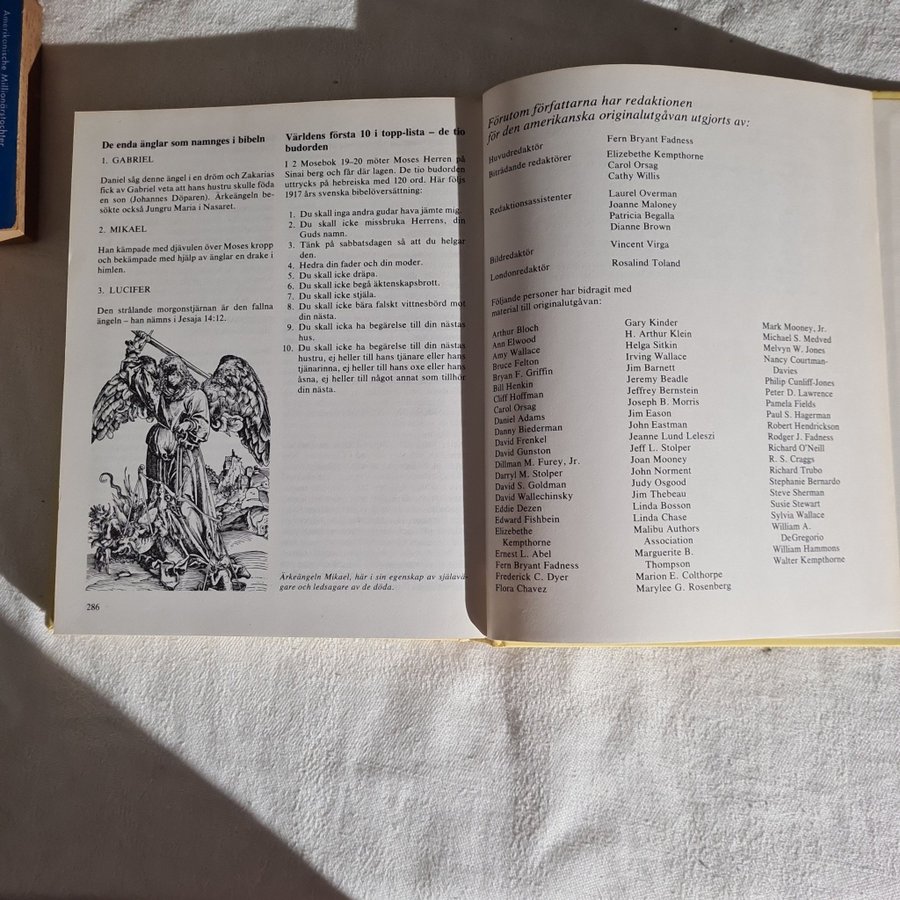 Amerikanische Millionärstochter
De enda änglar som namnges i bibeln
1. GABRIEL
Daniel såg denne ängel i en dröm och Zakarias
fick av Gabriel veta att hans hustru skulle föda
en son (Johannes Döparen). Ärkeängeln be-
sökte också Jungru Maria i Nasaret.
2. MIKAEL
Han kämpade med djävulen över Moses kropp
och bekämpade med hjälp av änglar en drake i
himlen.
3. LUCIFER
Den strålande morgonstjärnan är den fallna
ängeln – han nämns i Jesaja 14:12.
286
Världens första 10 i topp-lista – de tio
budorden
I 2 Mosebok 19–20 möter Moses Herren på
Sinai berg och får där lagen. De tio budorden
uttrycks på hebreiska med 120 ord. Här följs
1917 års svenska bibelöversättning:
1. Du skall inga andra gudar hava jämte mig.
2. Du skall icke missbruka Herrens, din
Guds namn.
3. Tänk på sabbatsdagen så att du helgar
den.
4. Hedra din fader och din moder.
5. Du skall icke dräpa.
6. Du skall icke begå äktenskapsbrott.
7. Du skall icke stjäla.
8. Du skall icke bära falskt vittnesbörd mot
din nästa.
9. Du skall icka ha begärelse till din nästas
hus.
10. Du skall icke ha begärelse till din nästas
hustru, ej heller till hans tjänare eller hans
tjänarinna, ej heller till hans oxe eller hans
åsna, ej heller till något annat som tillhör
din nästa.
Ärkeängeln Mikael, här i sin egenskap av själavä-
gare och ledsagare av de döda.
Förutom författarna har redaktionen
för den amerikanska originalutgåvan utgjorts av:
Huvudredaktör Fern Bryant Fadness
Biträdande redaktörer Elizebethe Kempthorne
Carol Orsag
Cathy Willis
Redaktionsassistenter Laurel Overman
Joanne Maloney
Patricia Begalla
Dianne Brown
Bildredaktör Vincent Virga
Londonredaktör Rosalind Toland
Följande personer har bidragit med
material till originalutgåvan:
Arthur Bloch
Ann Elwood
Amy Wallace
Bruce Felton
Bryan F. Griffin
Bill Henkin
Cliff Hoffman
Carol Orsag
Daniel Adams
Danny Biederman
David Frenkel
David Gunston
Dillman M. Furey, Jr.
Darryl M. Stolper
David S. Goldman
David Wallechinsky
Eddie Dezen
Edward Fishbein
Elizebethe
Kempthorne
Ernest L. Abel
Fern Bryant Fadness
Frederick C. Dyer
Flora Chavez
Gary Kinder
H. Arthur Klein
Helga Sitkin
Irving Wallace
Jim Barnett
Jeremy Beadle
Jeffrey Bernstein
Joseph B. Morris
Jim Eason
John Eastman
Jeanne Lund Leleszi
Jeff L. Stolper
Joan Mooney
John Norment
Judy Osgood
Jim Thebeau
Linda Bosson
Linda Chase
Malibu Authors
Association
Marguerite B.
Thompson
Marion E. Colthorpe
Marylee G. Rosenberg
Mark Mooney, Jr.
Michael S. Medved
Melvyn W. Jones
Nancy Courtman-
Davies
Philip Cunliff-Jones
Peter D. Lawrence
Pamela Fields
Paul S. Hagerman
Robert Hendrickson
Rodger J. Fadness
Richard O'Neill
R. S. Craggs
Richard Trubo
Stephanie Bernardo
Steve Sherman
Susie Stewart
Sylvia Wallace
William A.
DeGregorio
William Hammons
Walter Kempthorne